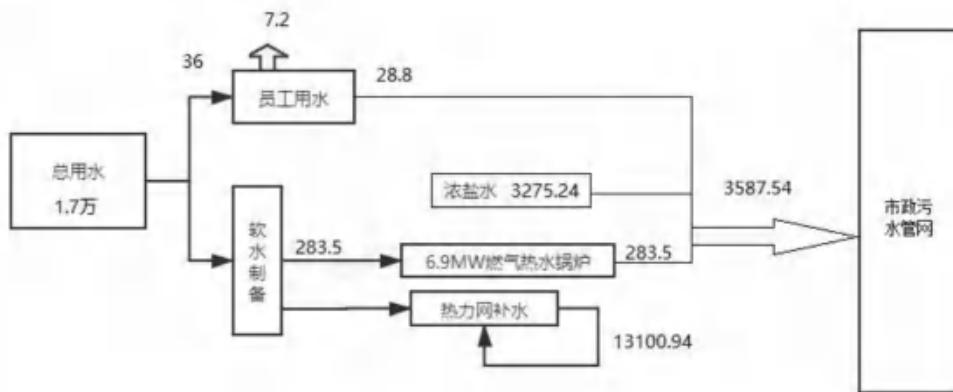 7.2
36
28.8
员工用水
总用水
1.7万
浓盐水 3275.24
3587.54
市政污
水管网
软
水
制
备
283.5
6.9MW燃气热水锅炉
283.5
热力网补水
13100.94